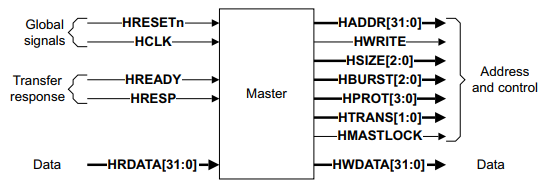 Global
signals
HRESETn
HCLK
Transfer
response
HREADY
HRESP
Data
HRDATA[31:0]
Master
HADDR[31:0]
HWRITE
HSIZE[2:0]
HBURST[2:0]
HPROT[3:0]
HTRANS[1:0]
HMASTLOCK
Address
and control
HWDATA[31:0]
Data